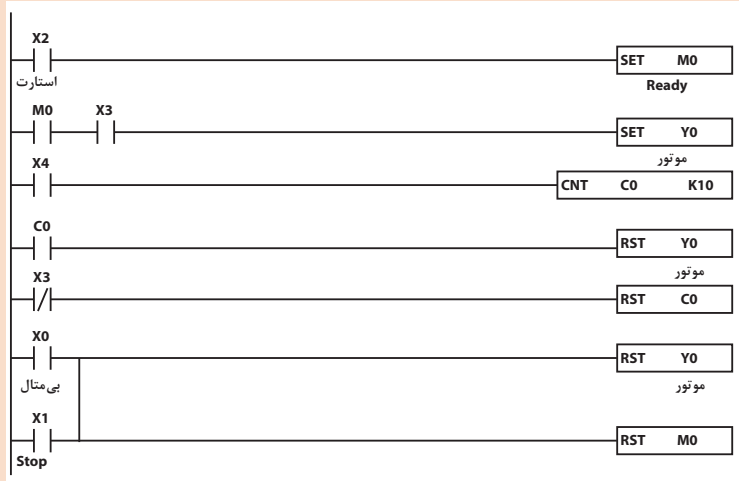 X2
SET M0
استارت
Ready
M0 X3
SET Y0
موتور
X4
CNT C0 K10
C0
RST Y0
موتور
X3
RST C0
X0
RST Y0
بی‌متال
موتور
X1
RST M0
Stop